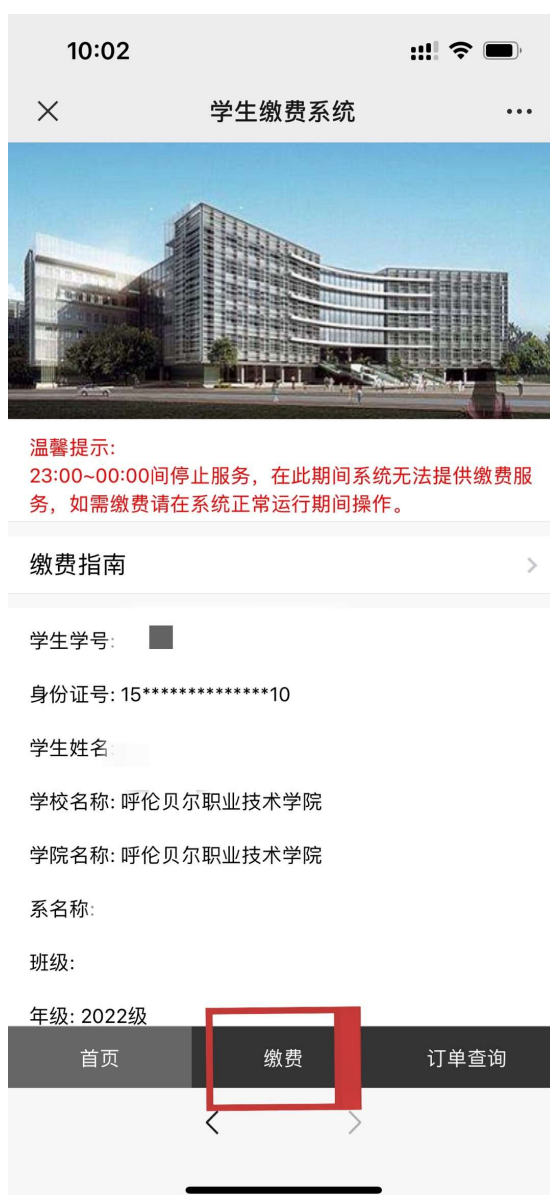 10:02
学生缴费系统
温馨提示:
23:00~00:00间停止服务，在此期间系统无法提供缴费服
务，如需缴费请在系统正常运行期间操作。
缴费指南
学生学号:
身份证号: 15**************10
学生姓名:
学校名称: 呼伦贝尔职业技术学院
学院名称: 呼伦贝尔职业技术学院
系名称:
班级:
年级: 2022级
首页 缴费 订单查询